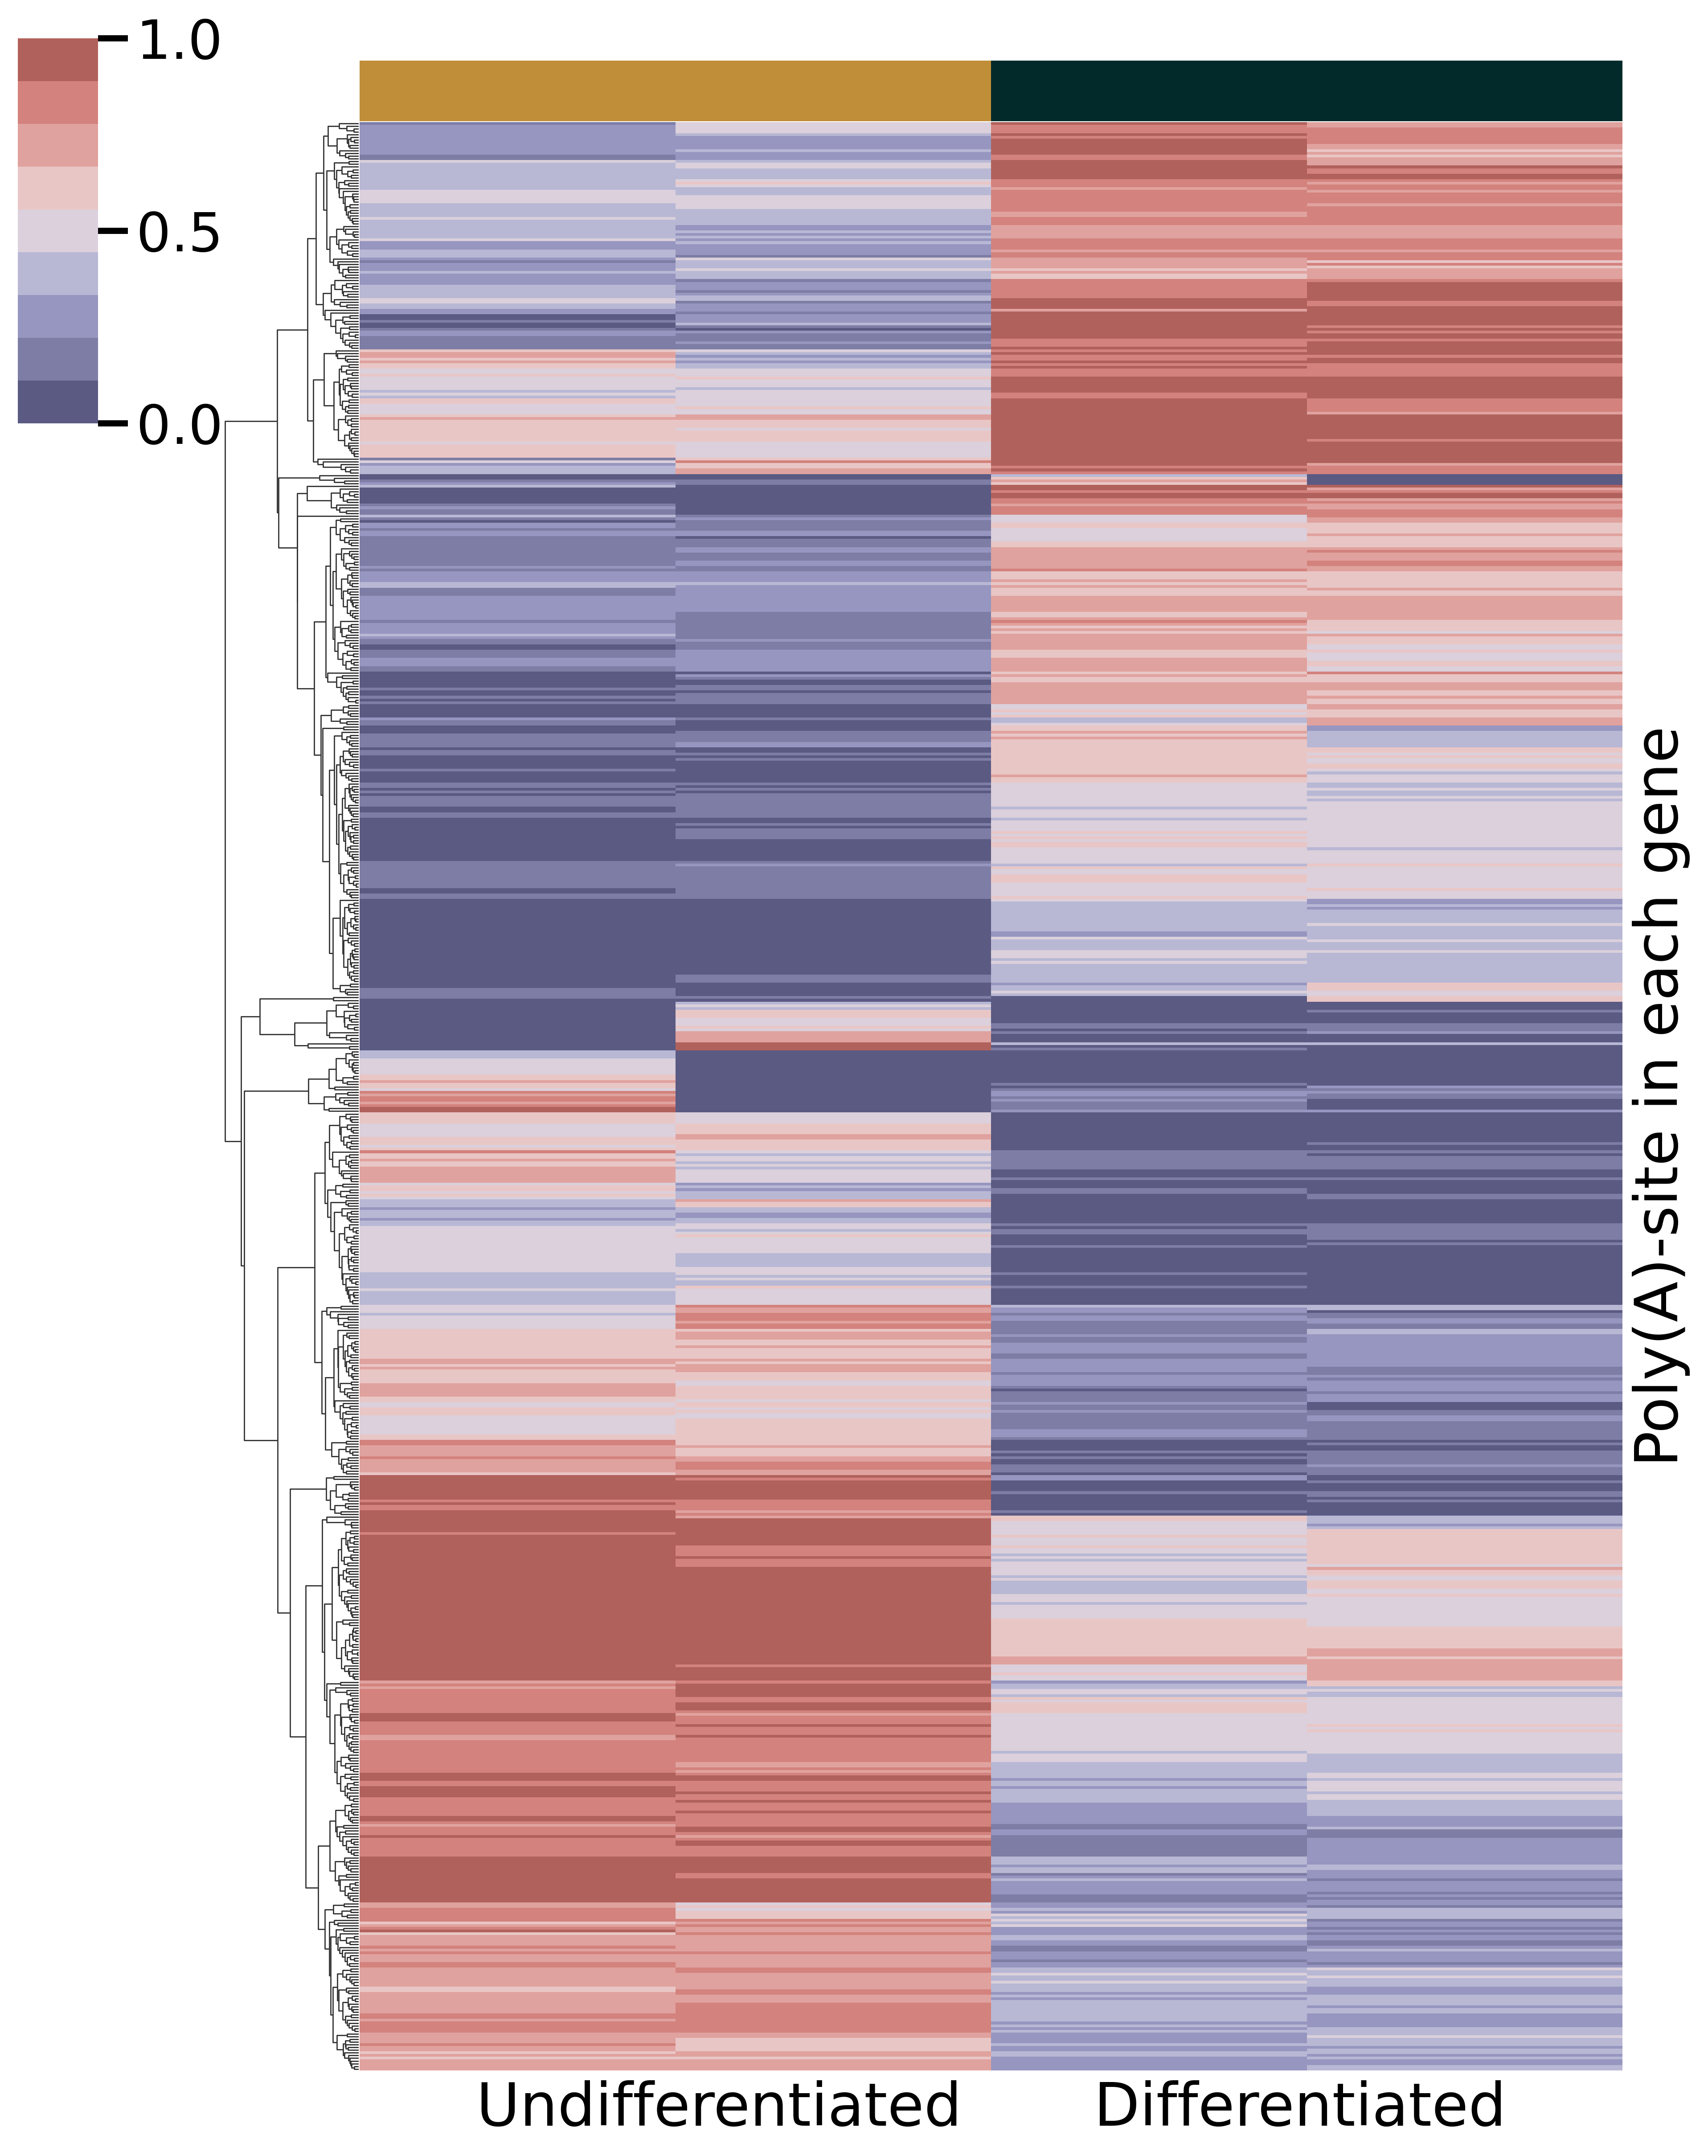 1.0
0.5
0.0
Poly(A)-site in each gene
Undifferentiated
Differentiated